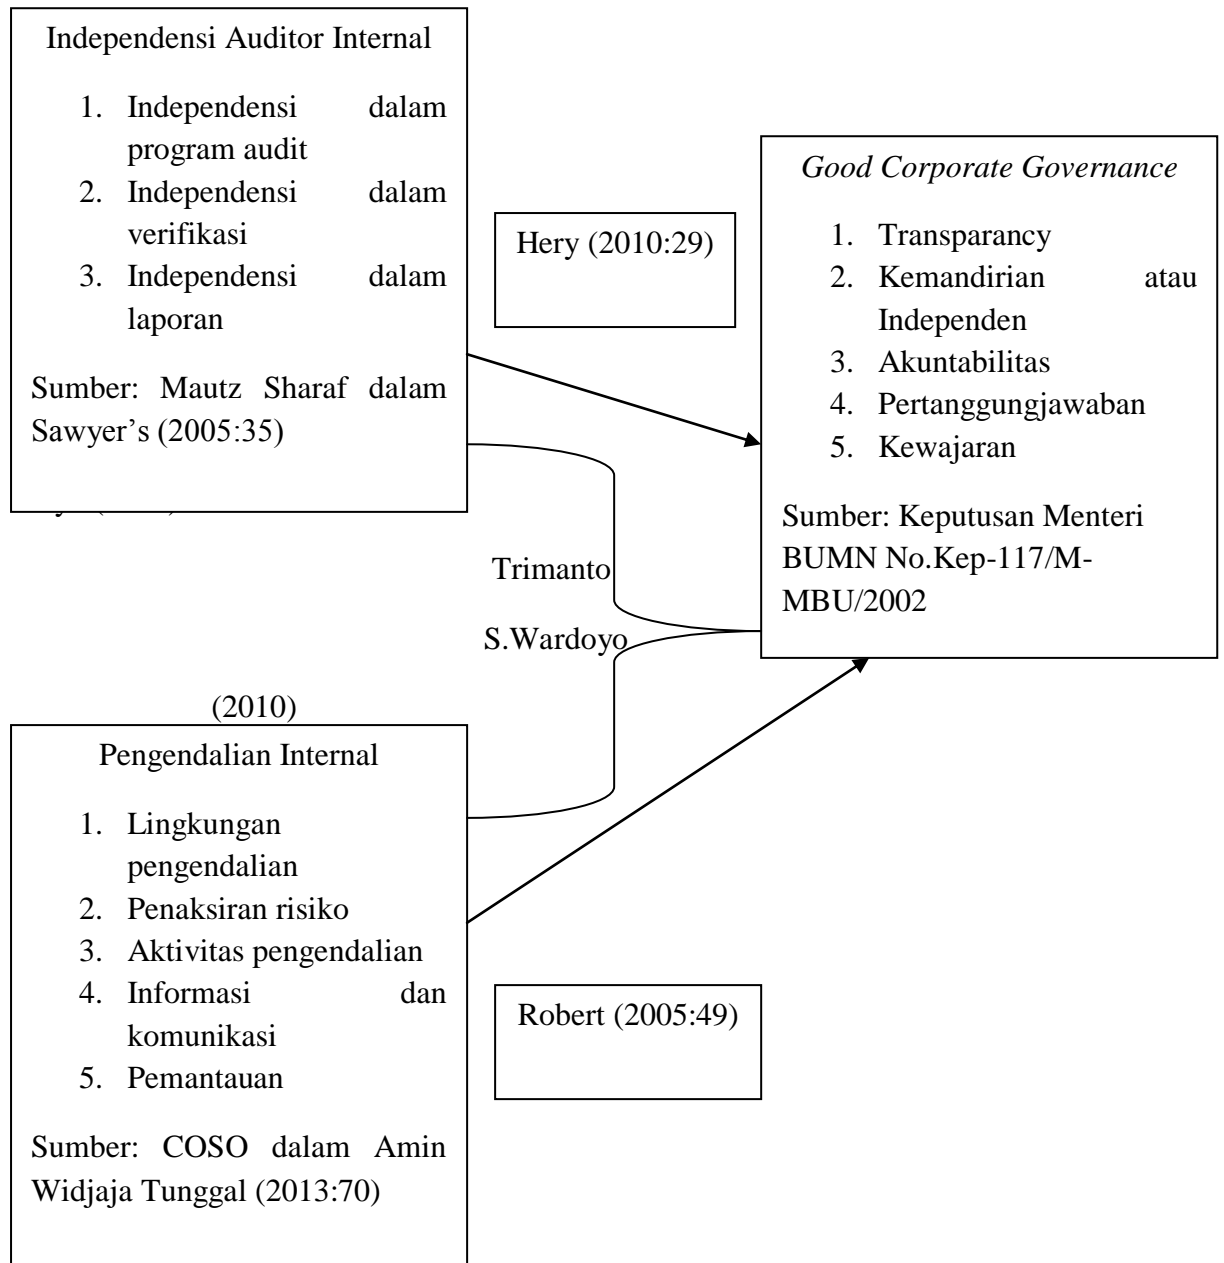 Independensi Auditor Internal
1. Independensi dalam
program audit
2. Independensi dalam
verifikasi
3. Independensi dalam
laporan
Sumber: Mautz Sharaf dalam
Sawyer’s (2005:35)
Hery (2010:29)
Good Corporate Governance
1. Transparancy
2. Kemandirian atau
Independen
3. Akuntabilitas
4. Pertanggungjawaban
5. Kewajaran
Sumber: Keputusan Menteri
BUMN No.Kep-117/M-
MBU/2002
Trimanto
S.Wardoyo
(2010)
Pengendalian Internal
1. Lingkungan
pengendalian
2. Penaksiran risiko
3. Aktivitas pengendalian
4. Informasi dan
komunikasi
5. Pemantauan
Sumber: COSO dalam Amin
Widjaja Tunggal (2013:70)
Robert (2005:49)